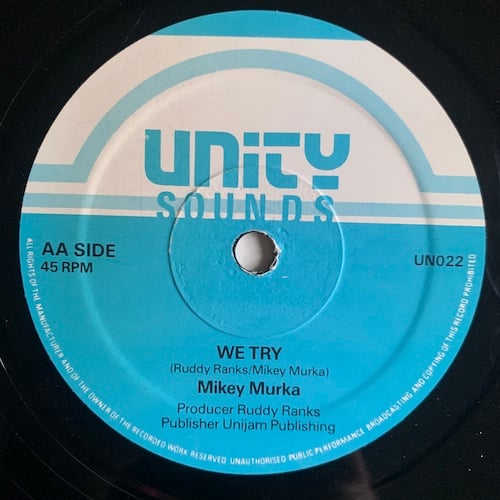 UNITY
SOUNDS
AA SIDE
45 RPM
UN022
WE TRY
(Ruddy Ranks/Mikey Murka)
Mikey Murka
Producer Ruddy Ranks
Publisher Unijam Publishing
ALL RIGHTS OF THE MANUFACTURER AND OF THE OWNER OF THE RECORDED WORK RESERVED UNAUTHORISED PUBLIC PERFORMANCE BROADCASTING AND COPYING OF THIS RECORD PROHIBITED